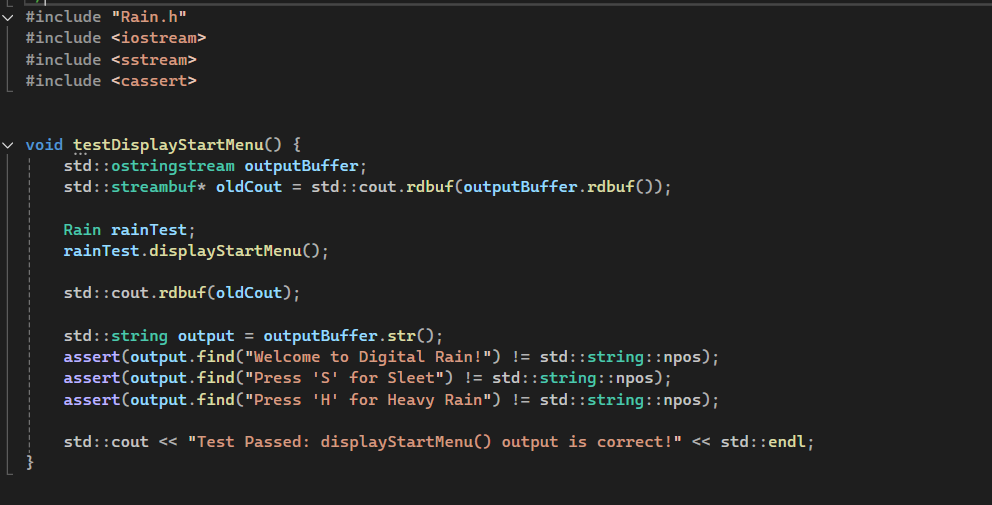 #include "Rain.h"
#include <iostream>
#include <sstream>
#include <cassert>
void testDisplayStartMenu() {
std::ostringstream outputBuffer;
std::streambuf* oldCout = std::cout.rdbuf(outputBuffer.rdbuf());
Rain rainTest;
rainTest.displayStartMenu();
std::cout.rdbuf(oldCout);
std::string output = outputBuffer.str();
assert(output.find("Welcome to Digital Rain!") != std::string::npos);
assert(output.find("Press 'S' for Sleet") != std::string::npos);
assert(output.find("Press 'H' for Heavy Rain") != std::string::npos);
std::cout << "Test Passed: displayStartMenu() output is correct!" << std::endl;
}